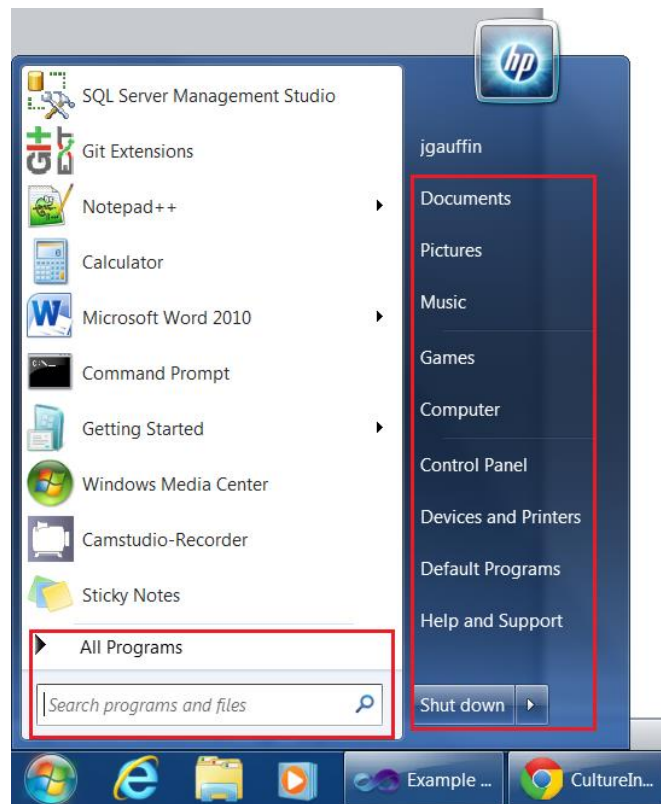 hp
SQL Server Management Studio
Git Extensions
Notepad++
Calculator
Microsoft Word 2010
Command Prompt
Getting Started
Windows Media Center
Camstudio-Recorder
Sticky Notes
All Programs
Search programs and files
jgauffin
Documents
Pictures
Music
Games
Computer
Control Panel
Devices and Printers
Default Programs
Help and Support
Shut down
Example ...
CultureIn...